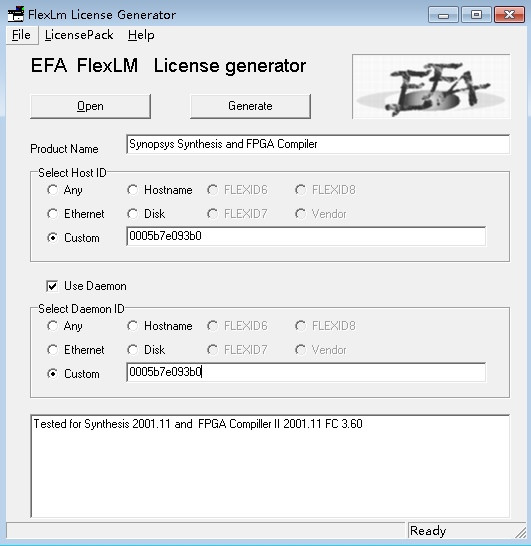 FlexLm License Generator
File LicensePack Help
EFA FlexLM License generator
EFA
Open Generate
Product Name Synopsys Synthesis and FPGA Compiler
Select Host ID
Any Hostname FLEXID6 FLEXID8
Ethernet Disk FLEXID7 Vendor
Custom 0005b7e093b0
Use Daemon
Select Daemon ID
Any Hostname FLEXID6 FLEXID8
Ethernet Disk FLEXID7 Vendor
Custom 0005b7e093b0
Tested for Synthesis 2001.11 and FPGA Compiller II 2001.11 FC 3.60
Ready